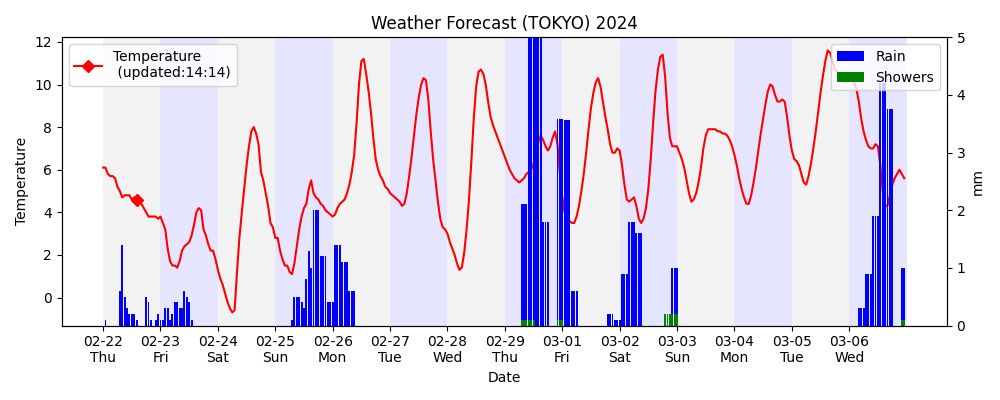 Weather Forecast (TOKYO) 2024
Temperature
(updated:14:14)
Rain
Showers
Temperature
12
10
8
6
4
2
0
5
4
3
2
1
0
mm
02-22 02-23 02-24 02-25 02-26 02-27 02-28 02-29 03-01 03-02 03-03 03-04 03-05 03-06
Thu Fri Sat Sun Mon Tue Wed Thu Fri Sat Sun Mon Tue Wed
Date